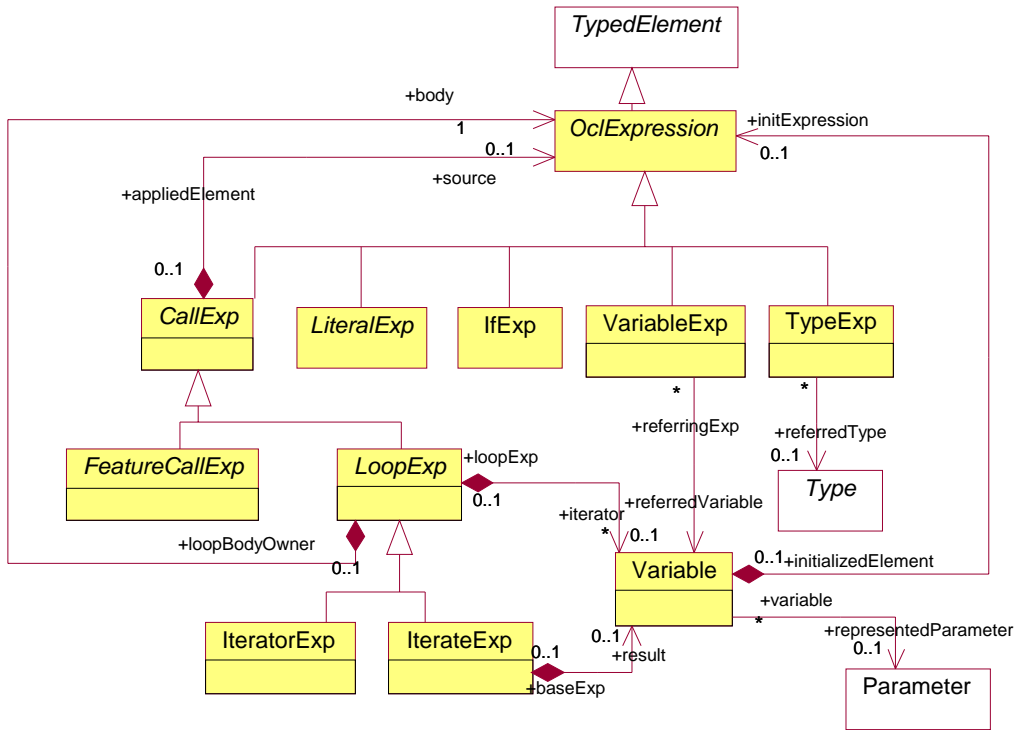 TypedElement
+body
1
OclExpression
+initExpression
0..1
0..1
+source
+appliedElement
0..1
CallExp
LiteralExp
IfExp
VariableExp
TypeExp
*
*
+referringExp
+referredType
0..1
FeatureCallExp
LoopExp
+loopExp
0..1
Type
+referredVariable
+iterator
*
0..1
+loopBodyOwner
0..1
Variable
0..1
+initializedElement
+variable
*
IteratorExp
IterateExp
0..1
+result
0..1
+baseExp
+representedParameter
0..1
Parameter